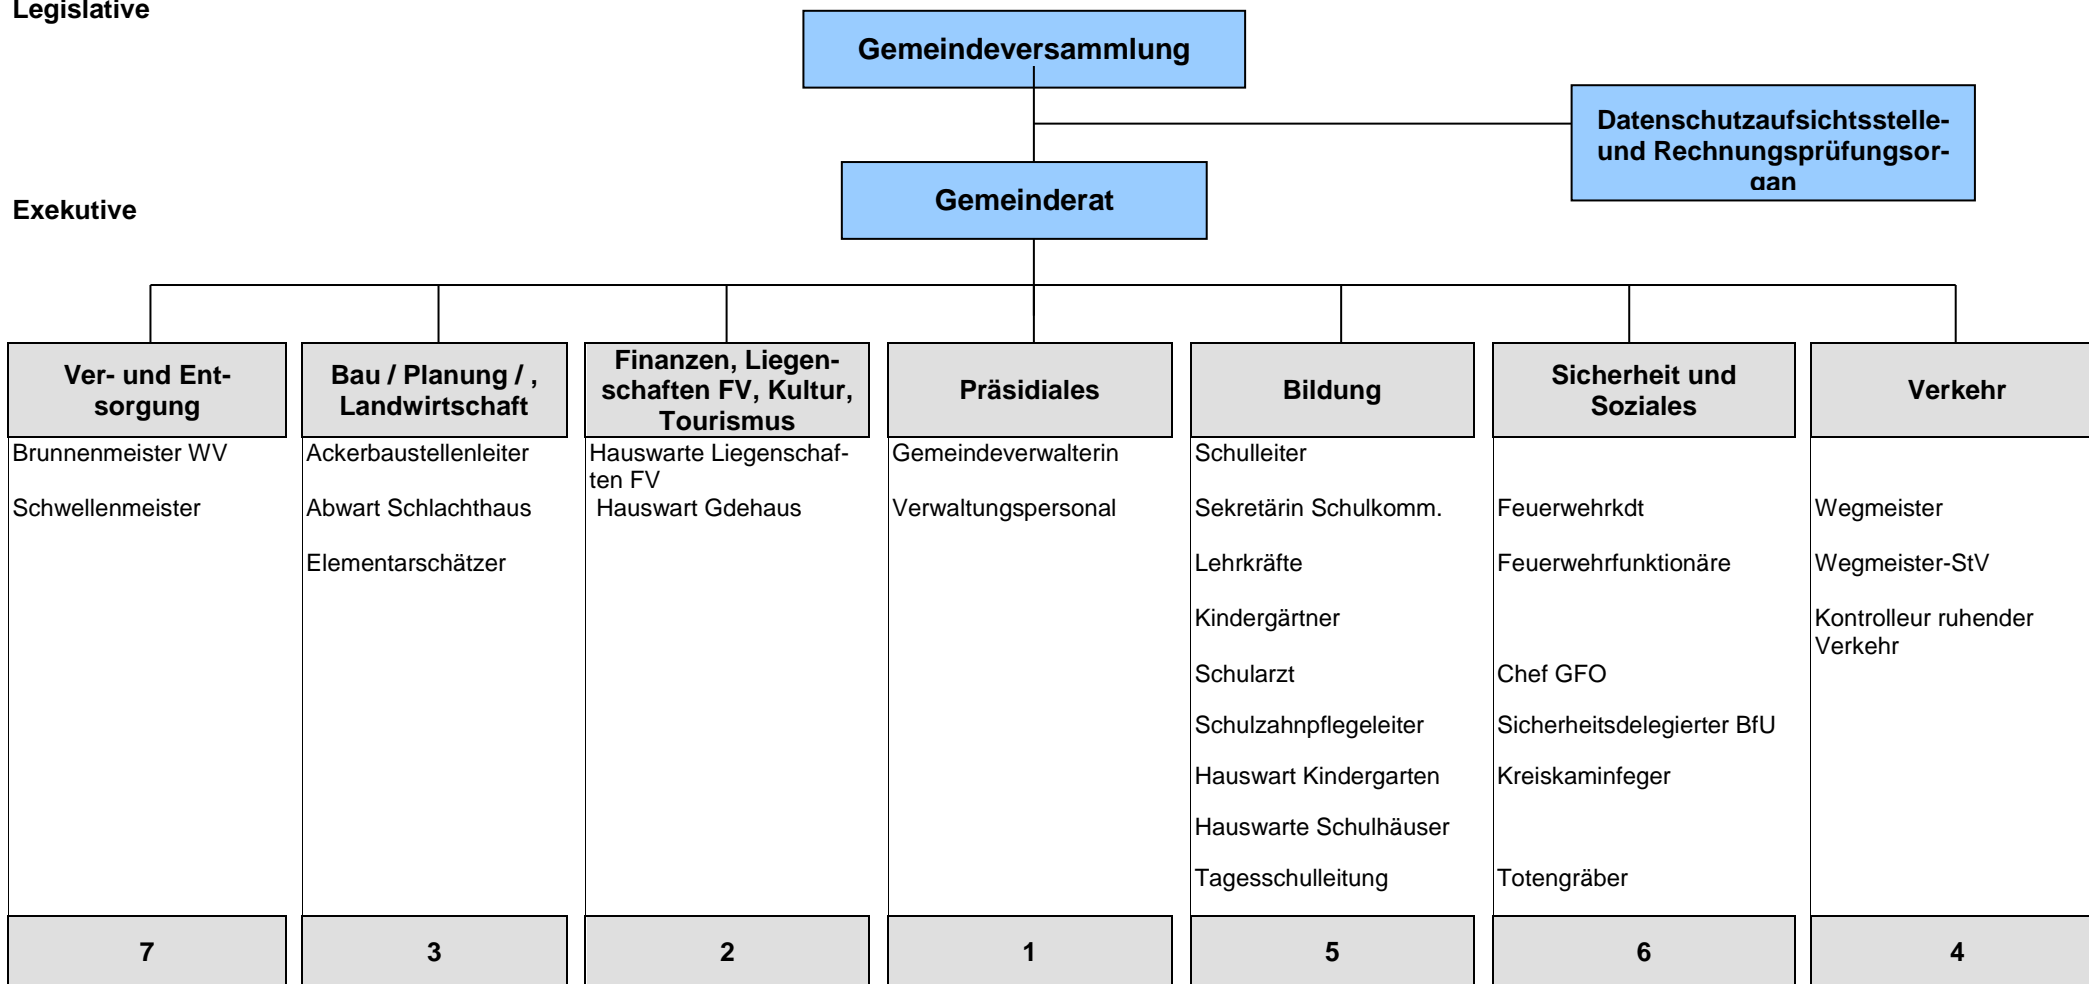 Legislative
Gemeindeversammlung
Datenschutzaufsichtsstelle-
und Rechnungsprüfungsor-
gan
Exekutive
Gemeinderat
Ver- und Ent-
sorgung
Brunnenmeister WV
Schwellenmeister
7
Bau / Planung / ,
Landwirtschaft
Ackerbaustellenleiter
Abwart Schlachthaus
Elementarschätzer
3
Finanzen, Liegen-
schaften FV, Kultur,
Tourismus
Hauswarte Liegenschaf-
ten FV
Hauswart Gdehaus
2
Präsidiales
Gemeindeverwalterin
Verwaltungspersonal
1
Bildung
Schulleiter
Sekretärin Schulkomm.
Lehrkräfte
Kindergärtner
Schularzt
Schulzahnpflegeleiter
Hauswart Kindergarten
Hauswarte Schulhäuser
Tagesschulleitung
5
Sicherheit und
Soziales
Feuerwehrkdt
Feuerwehrfunktionäre
Chef GFO
Sicherheitsdelegierter BfU
Kreiskaminfeger
Totengräber
6
Verkehr
Wegmeister
Wegmeister-StV
Kontrolleur ruhender
Verkehr
4